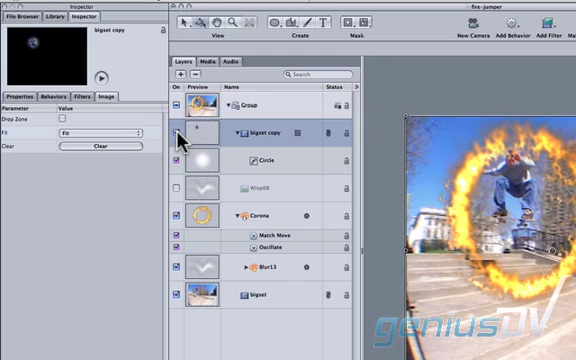 Inspector
fire-jumper
File Browser Library Inspector
bigset copy
View Create Mask
New Camera Add Behavior Add Filter
Layers Media Audio
Search
On Preview Name Status
Properties Behaviors Filters Image
Parameter Value
Drop Zone
Fit Fit
Clear Clear
Group
bigset copy
Circle
Wisp08
Corona
Match Move
Oscillate
Blur13
bigset
geniusDV